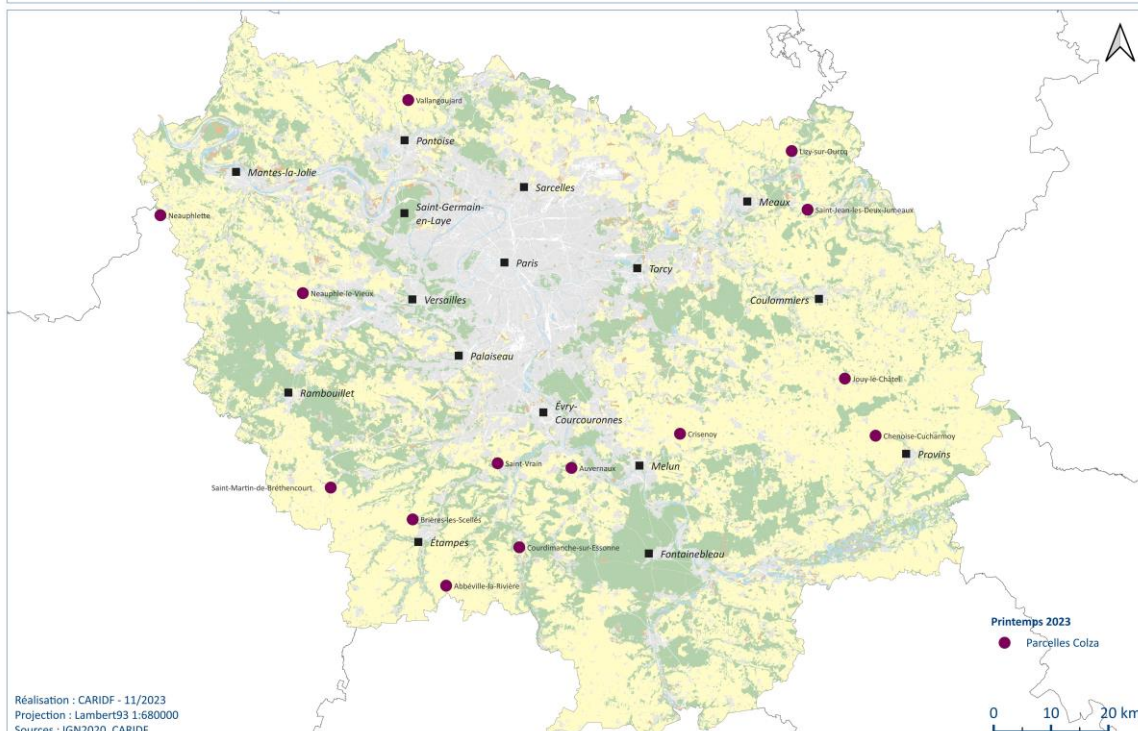 Vallangoujard
Pontoise
Lizy-sur-Ourcq
Mantes-la-Jolie
Sarcelles
Meaux
Saint-Jean-les-Deux-Jumeaux
Neauphlette
Saint-Germain-
en-Laye
Paris
Torcy
Neauphle-le-Vieux
Versailles
Coulommiers
Palaiseau
Jouy-le-Châtel
Rambouillet
Évry-
Courcouronnes
Crisenoy
Chenoise-Cucharmoy
Provins
Saint-Vrain
Auvernaux
Melun
Saint-Martin-de-Bréthencourt
Brières-les-Scellés
Étampes
Courdimanche-sur-Essonne
Fontainebleau
Abbéville-la-Rivière
Printemps 2023
Parcelles Colza
Réalisation : CARIDF - 11/2023
Projection : Lambert93 1:680000
Sources : IGN2020, CARIDF
0 10 20 km